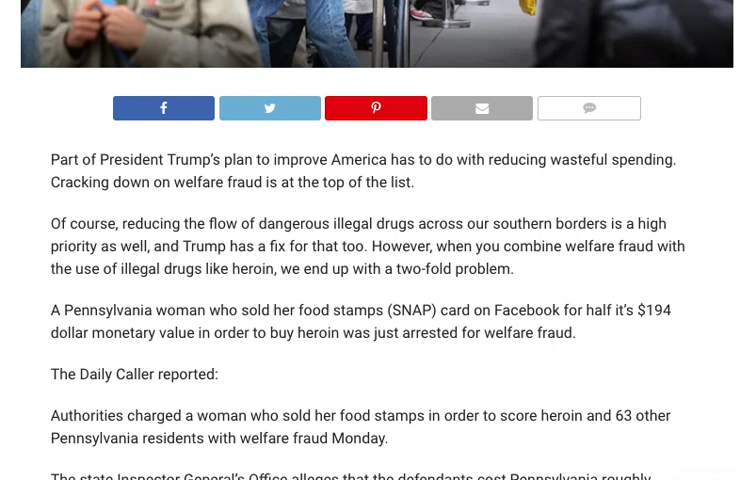 Part of President Trump’s plan to improve America has to do with reducing wasteful spending.
Cracking down on welfare fraud is at the top of the list.
Of course, reducing the flow of dangerous illegal drugs across our southern borders is a high
priority as well, and Trump has a fix for that too. However, when you combine welfare fraud with
the use of illegal drugs like heroin, we end up with a two-fold problem.
A Pennsylvania woman who sold her food stamps (SNAP) card on Facebook for half it’s $194
dollar monetary value in order to buy heroin was just arrested for welfare fraud.
The Daily Caller reported:
Authorities charged a woman who sold her food stamps in order to score heroin and 63 other
Pennsylvania residents with welfare fraud Monday.
The state Inspector General’s Office alleges that the defendants cost Pennsylvania roughly